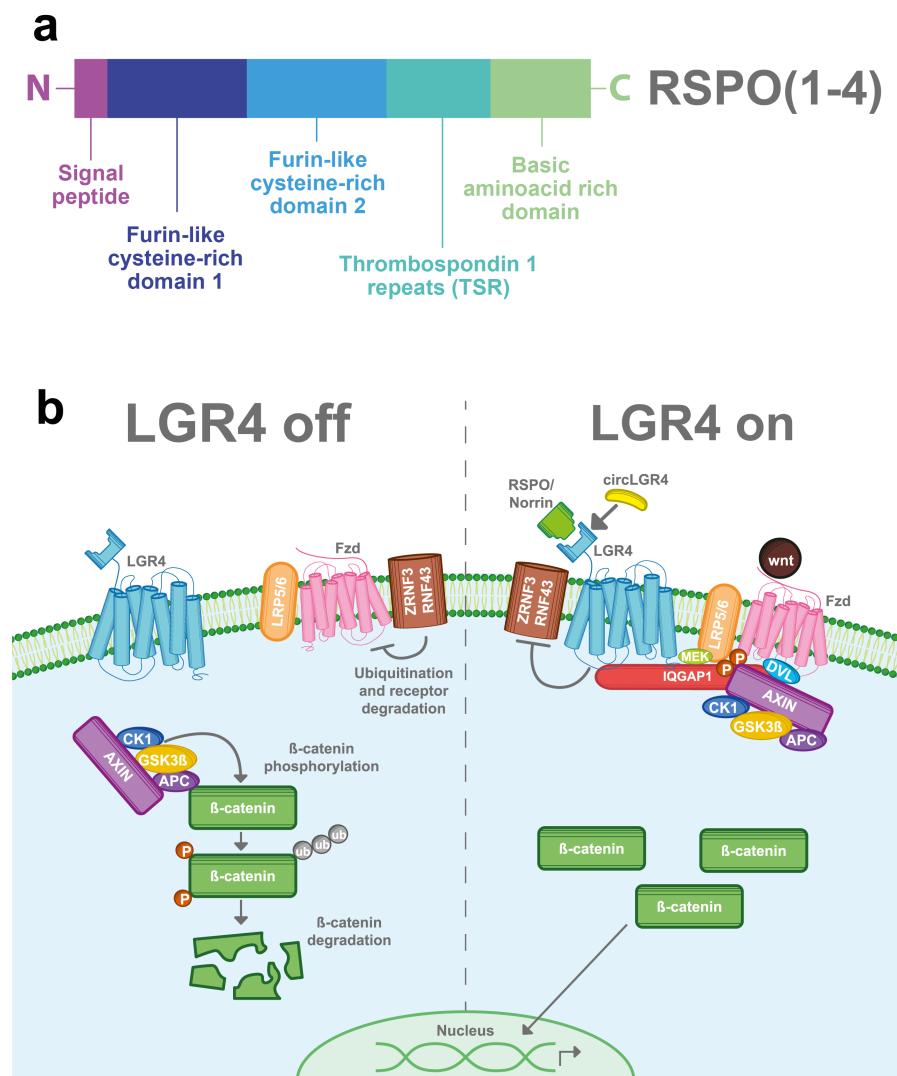 a
N
C
RSPO(1-4)
Signal
peptide
Furin-like
cysteine-rich
domain 1
Furin-like
cysteine-rich
domain 2
Thrombospondin 1
repeats (TSR)
Basic
aminoacid rich
domain
b
LGR4 off
LGR4
Fzd
LRP5/6
ZRNF3
RNF43
Ubiquitination
and receptor
degradation
AXIN
CK1
GSK3ß
APC
ß-catenin
phosphorylation
ß-catenin
ub
ub
ub
P
ß-catenin
P
ß-catenin
degradation
LGR4 on
RSPO/
Norrin
circLGR4
LGR4
wnt
Fzd
ZRNF3
RNF43
LRP5/6
MEK
P
P
IQGAP1
DVL
AXIN
CK1
GSK3ß
APC
ß-catenin
ß-catenin
ß-catenin
Nucleus